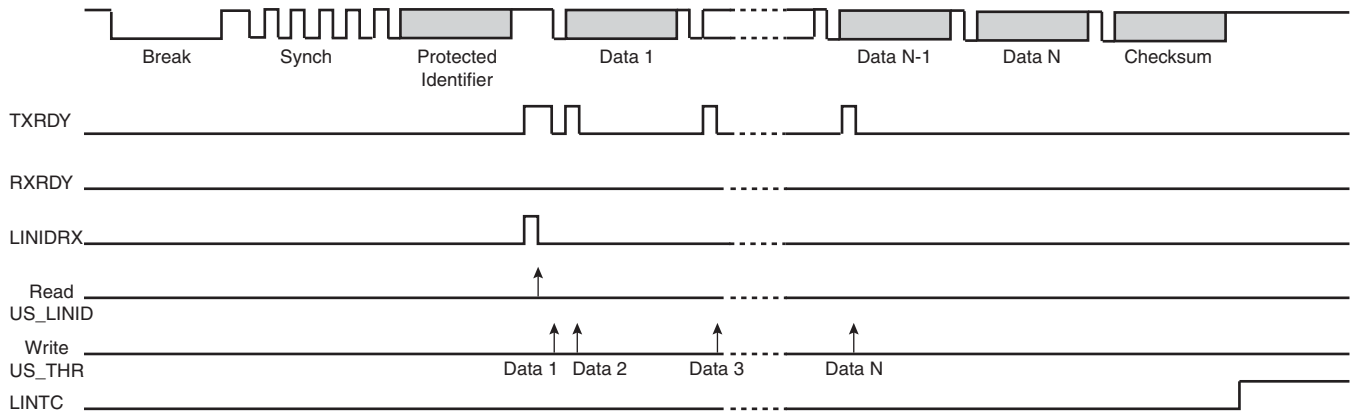 Break Synch Protected Identifier Data 1 Data N-1 Data N Checksum
TXRDY
RXRDY
LINIDRX
Read
US_LINID
Write
US_THR
Data 1 Data 2 Data 3 Data N
LINTC